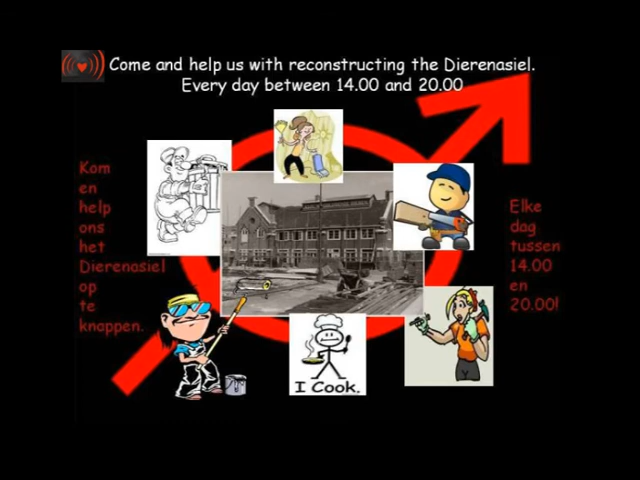 Come and help us with reconstructing the Dierenasiel.
Every day between 14.00 and 20.00
Kom
en
help
ons
het
Dierenasiel
op
te
knappen.
Elke
dag
tussen
14.00
en
20.00!
I Cook.